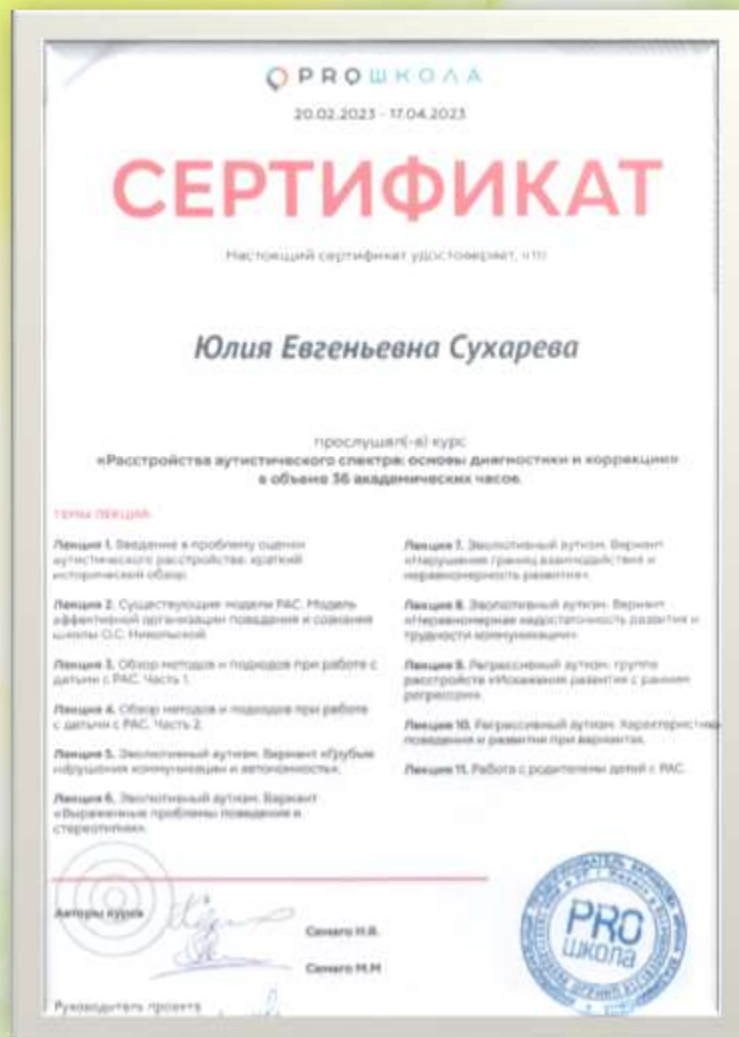 PROШКОЛА
20.02.2023 - 17.04.2023
СЕРТИФИКАТ
Настоящий сертификат удостоверяет, что
Юлия Евгеньевна Сухарева
прослушал(-а) курс
«Расстройства аутистического спектра: основы диагностики и коррекции»
в объеме 36 академических часов.
ТЕМЫ ЛЕКЦИЙ:
Лекция 1. Введение в проблему оценки
аутистического расстройства: краткий
исторический обзор.
Лекция 2. Существующие модели РАС. Модель
аффективной организации поведения и сознания
школы О.С. Никольской.
Лекция 3. Обзор методов и подходов при работе с
детьми с РАС. Часть 1.
Лекция 4. Обзор методов и подходов при работе
с детьми с РАС. Часть 2.
Лекция 5. Эволютивный аутизм. Вариант «Грубые
нарушения коммуникации и автономность».
Лекция 6. Эволютивный аутизм. Вариант
«Выраженные проблемы поведения и
стереотипии».
Лекция 7. Эволютивный аутизм. Вариант
«Нарушения границ взаимодействия и
неравномерность развития».
Лекция 8. Эволютивный аутизм. Вариант
«Неравномерная недостаточность развития и
трудности коммуникации».
Лекция 9. Регрессивный аутизм: группа
расстройств «Искажения развития с ранним
регрессом».
Лекция 10. Регрессивный аутизм. Характеристика
поведения и развития при вариантах.
Лекция 11. Работа с родителями детей с РАС.
Авторы курса
Семаго Н.Я.
Семаго М.М
Руководитель проекта
PRO
школа